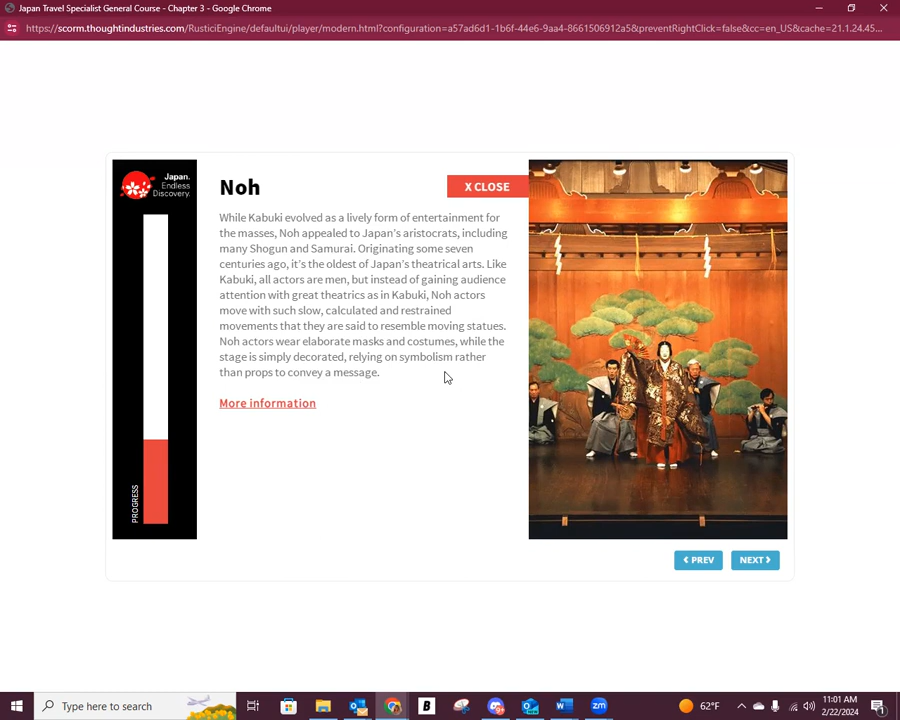 Japan Travel Specialist General Course - Chapter 3 - Google Chrome
https://scorm.thoughtindustries.com/RusticiEngine/defaultui/player/modern.html?configuration=a57ad6d1-1b6f-44e6-9aa4-8661506912a5&preventRightClick=false&cc=en_US&cache=21.1.24.45...
Japan.
Endless
Discovery.
PROGRESS
Noh
X CLOSE
While Kabuki evolved as a lively form of entertainment for
the masses, Noh appealed to Japan's aristocrats, including
many Shogun and Samurai. Originating some seven
centuries ago, it's the oldest of Japan's theatrical arts. Like
Kabuki, all actors are men, but instead of gaining audience
attention with great theatrics as in Kabuki, Noh actors
move with such slow, calculated and restrained
movements that they are said to resemble moving statues.
Noh actors wear elaborate masks and costumes, while the
stage is simply decorated, relying on symbolism rather
than props to convey a message.
More information
PREV
NEXT
Type here to search
62°F
11:01 AM
2/22/2024